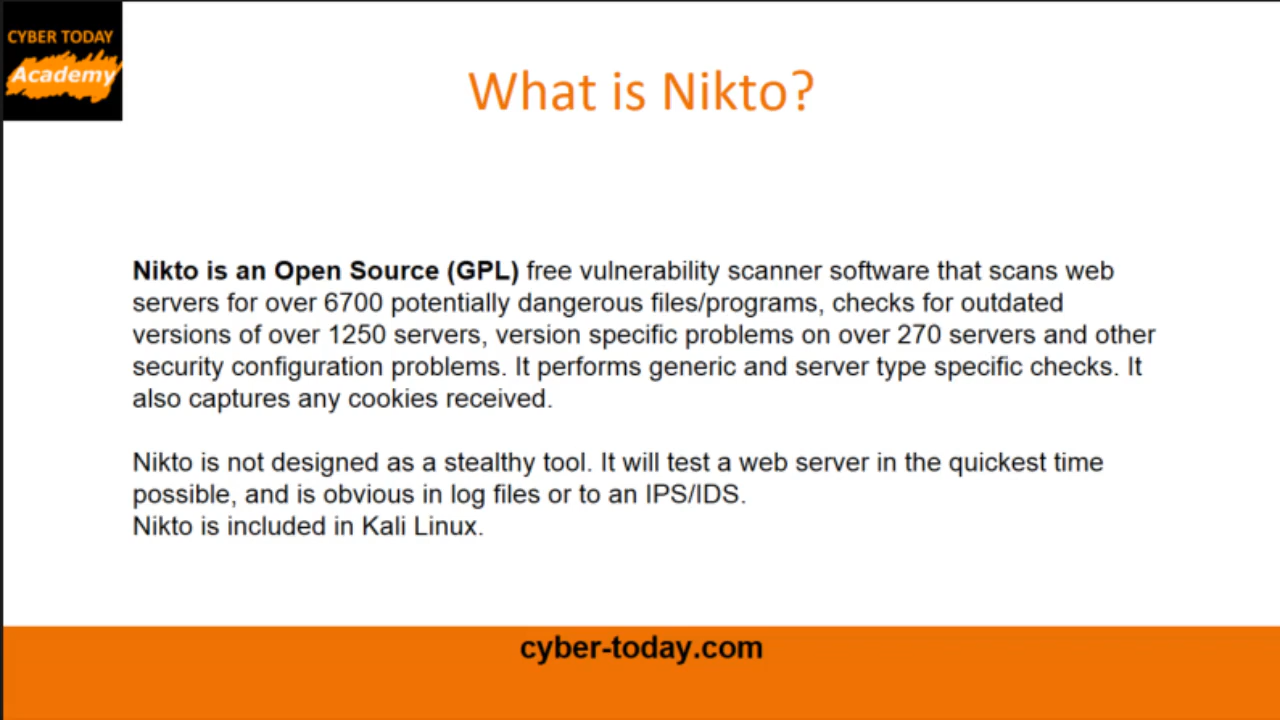 CYBER TODAY
Academy
What is Nikto?
Nikto is an Open Source (GPL) free vulnerability scanner software that scans web
servers for over 6700 potentially dangerous files/programs, checks for outdated
versions of over 1250 servers, version specific problems on over 270 servers and other
security configuration problems. It performs generic and server type specific checks. It
also captures any cookies received.
Nikto is not designed as a stealthy tool. It will test a web server in the quickest time
possible, and is obvious in log files or to an IPS/IDS.
Nikto is included in Kali Linux.
cyber-today.com